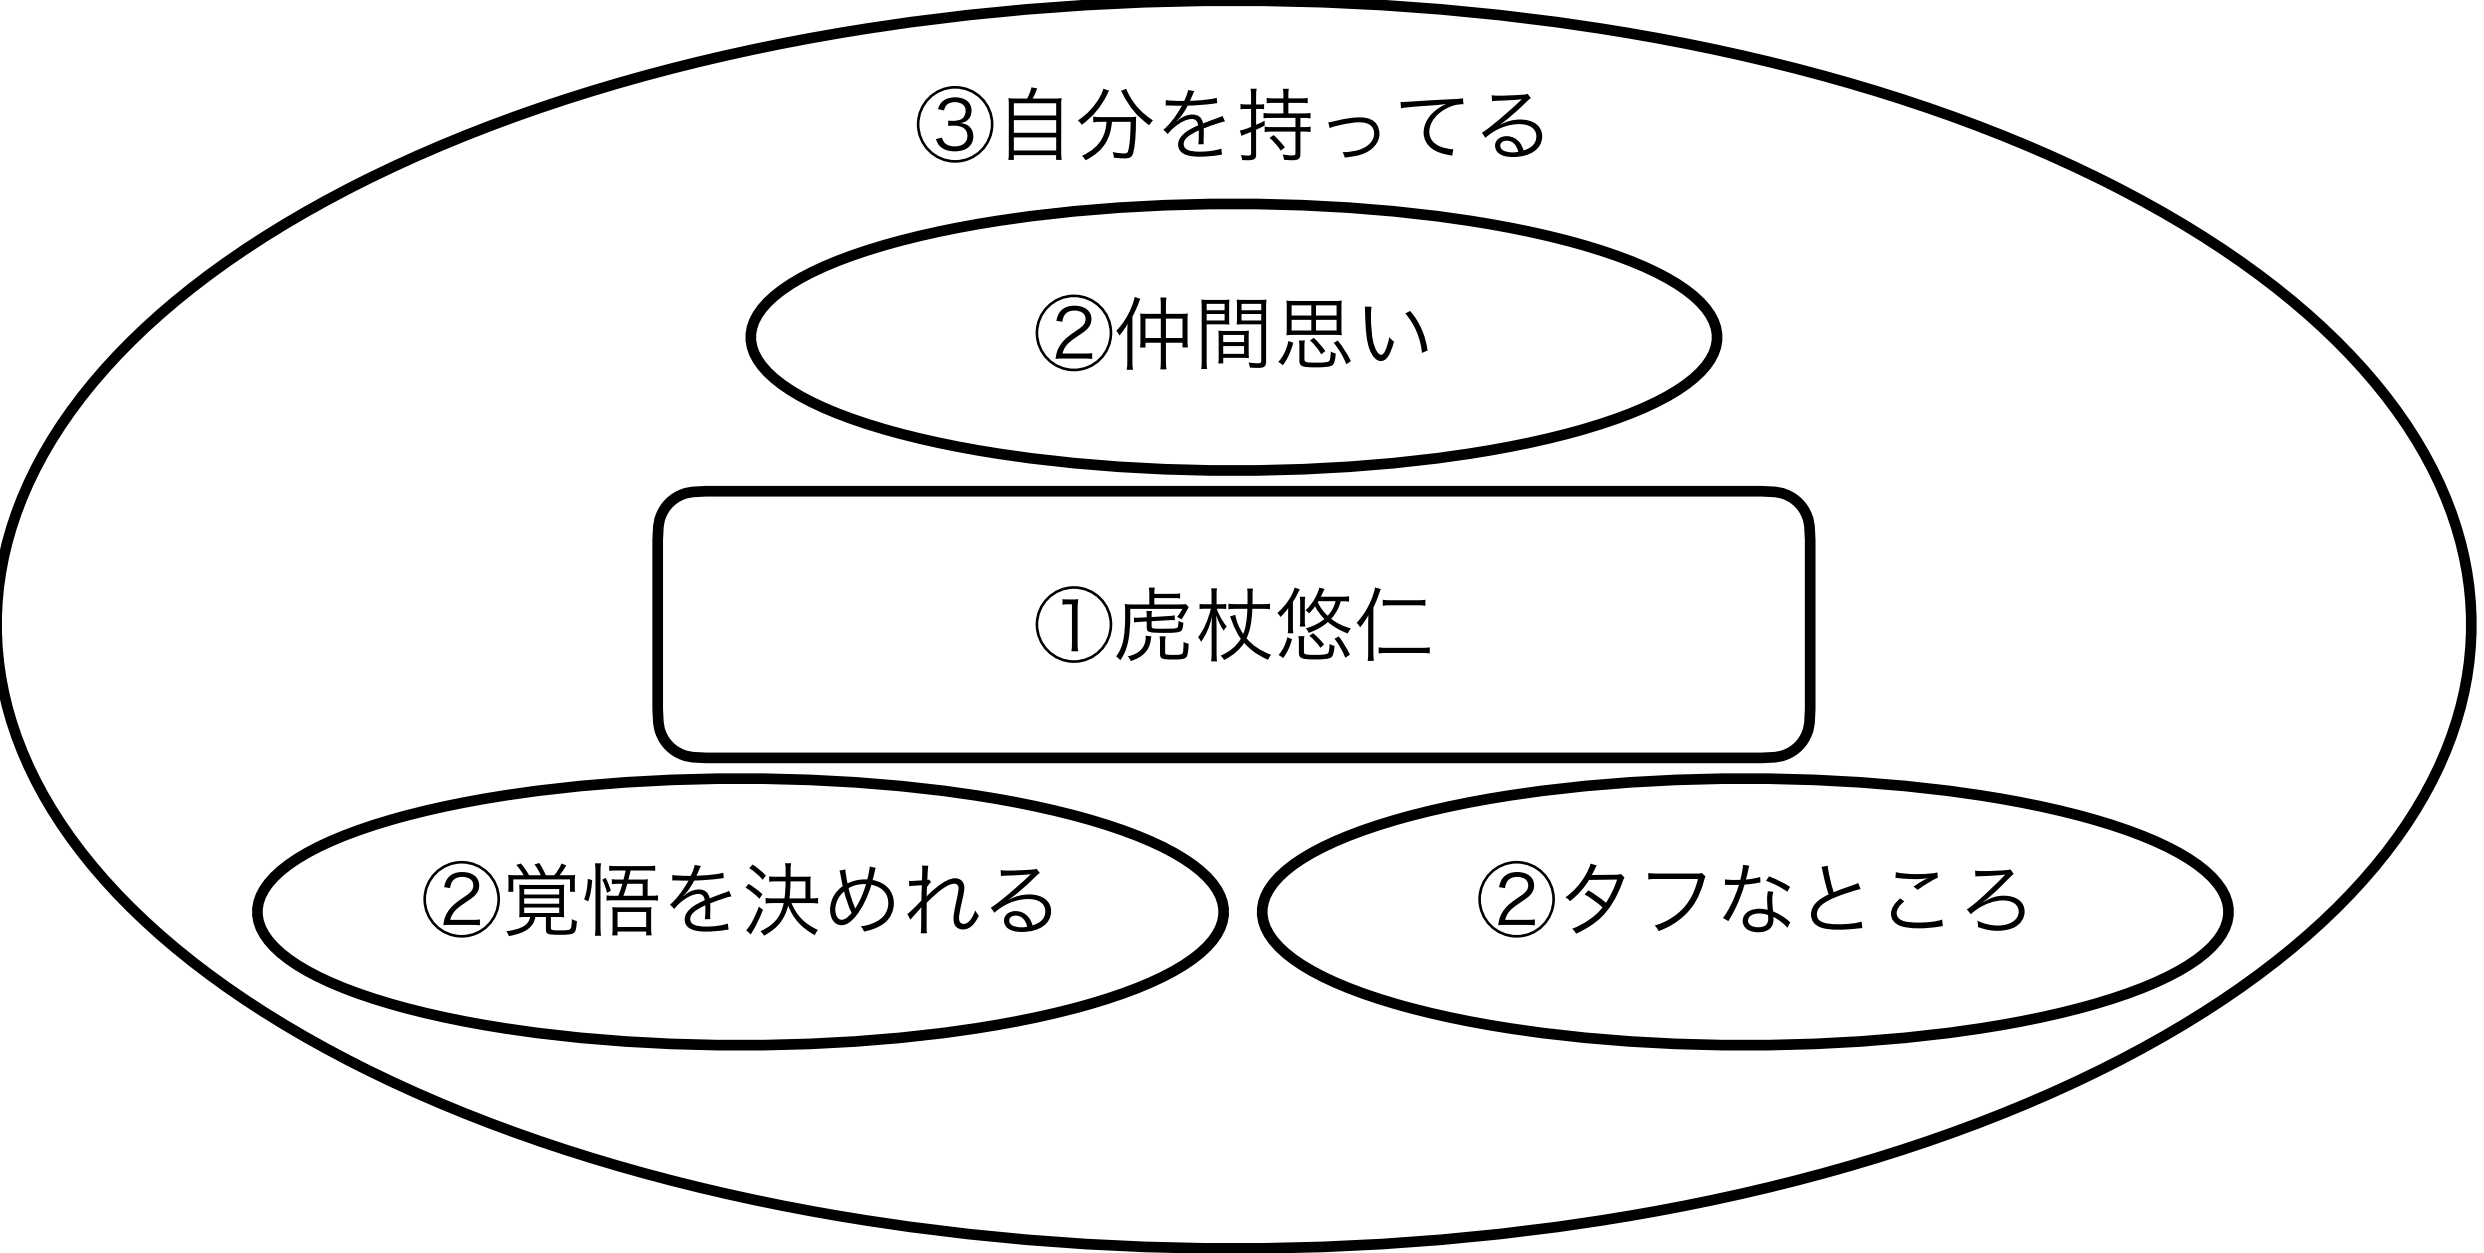 ③自分を持ってる
②仲間思い
①虎杖悠仁
②覚悟を決めれる
②タフなところ